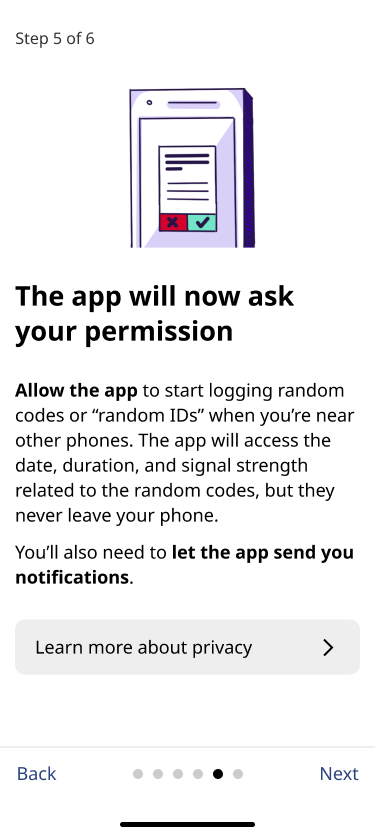 Step 5 of 6
The app will now ask
your permission
Allow the app to start logging random
codes or “random IDs” when you’re near
other phones. The app will access the
date, duration, and signal strength
related to the random codes, but they
never leave your phone.
You’ll also need to let the app send you
notifications.
Learn more about privacy
Back
Next